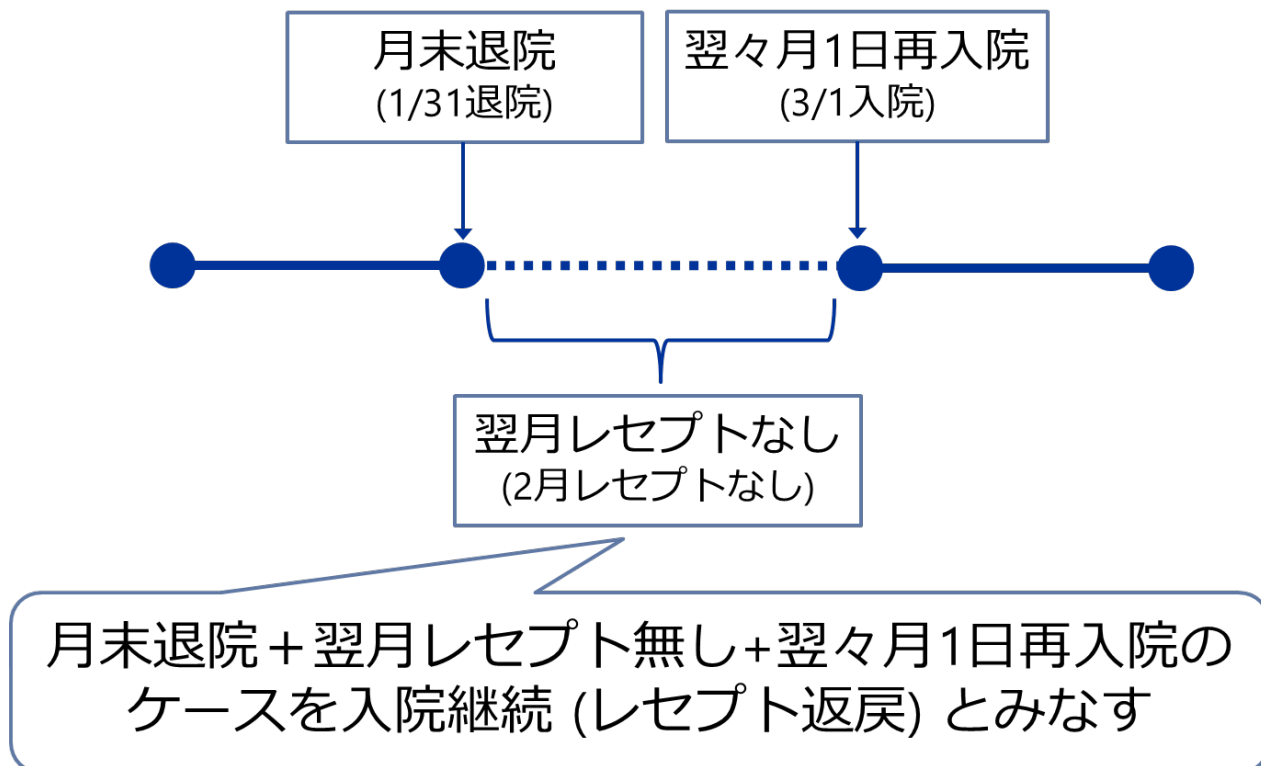 月末退院
(1/31退院)
翌々月1日再入院
(3/1入院)
翌月レセプトなし
(2月レセプトなし)
月末退院＋翌月レセプト無し+翌々月1日再入院の
ケースを入院継続 (レセプト返戻) とみなす